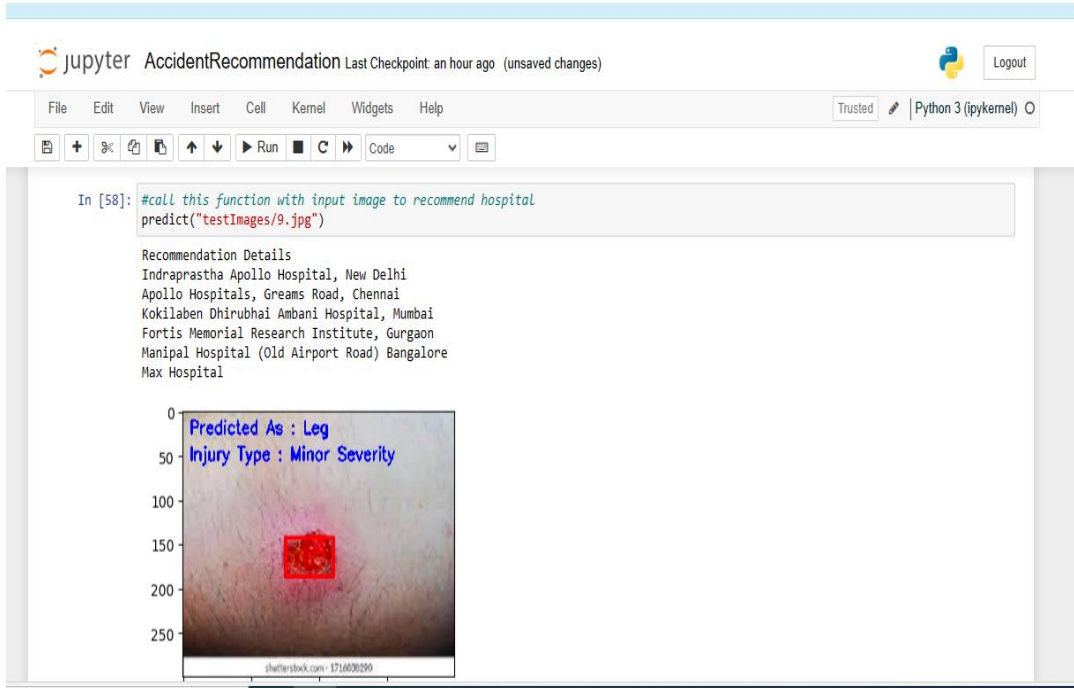 jupyter AccidentRecommendation Last Checkpoint: an hour ago (unsaved changes)
Logout
File Edit View Insert Cell Kernel Widgets Help
Trusted Python 3 (ipykernel)
Run Code
In [58]: #call this function with input image to recommend hospital
predict("testImages/9.jpg")
Recommendation Details
Indraprastha Apollo Hospital, New Delhi
Apollo Hospitals, Greams Road, Chennai
Kokilaben Dhirubhai Ambani Hospital, Mumbai
Fortis Memorial Research Institute, Gurgaon
Manipal Hospital (Old Airport Road) Bangalore
Max Hospital
0
Predicted As : Leg
50
Injury Type : Minor Severity
100
150
200
250
shutterstock.com · 1716030290